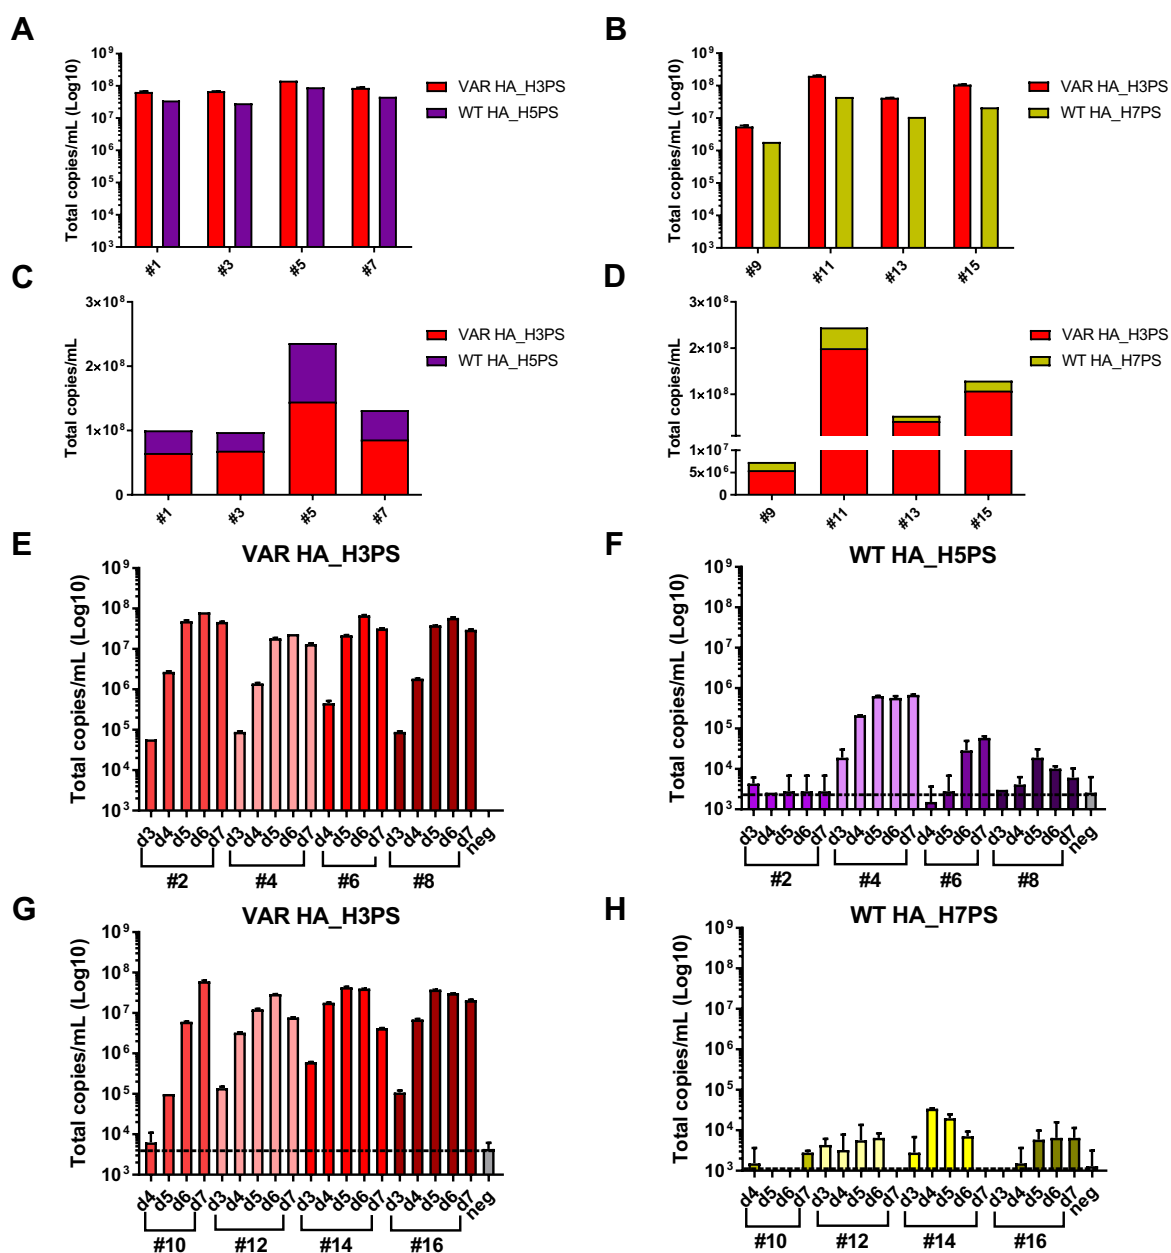 A
Total copies/mL (Log10)
10⁹
10⁸
10⁷
10⁶
10⁵
10⁴
10³
#1
#3
#5
#7
VAR HA_H3PS
WT HA_H5PS
B
Total copies/mL (Log10)
10⁹
10⁸
10⁷
10⁶
10⁵
10⁴
10³
#9
#11
#13
#15
VAR HA_H3PS
WT HA_H7PS
C
Total copies/mL
3×10⁸
2×10⁸
1×10⁸
0
#1
#3
#5
#7
VAR HA_H3PS
WT HA_H5PS
D
Total copies/mL
3×10⁸
2×10⁸
1×10⁸
1×10⁷
5×10⁶
0
#9
#11
#13
#15
VAR HA_H3PS
WT HA_H7PS
E
VAR HA_H3PS
Total copies/mL (Log10)
10⁹
10⁸
10⁷
10⁶
10⁵
10⁴
10³
d3 d4 d5 d6 d7 d3 d4 d5 d6 d7 d4 d5 d6 d7 d3 d4 d5 d6 d7 neg
#2 #4 #6 #8
F
WT HA_H5PS
Total copies/mL (Log10)
10⁹
10⁸
10⁷
10⁶
10⁵
10⁴
10³
d3 d4 d5 d6 d7 d3 d4 d5 d6 d7 d4 d5 d6 d7 d3 d4 d5 d6 d7 neg
#2 #4 #6 #8
G
VAR HA_H3PS
Total copies/mL (Log10)
10⁹
10⁸
10⁷
10⁶
10⁵
10⁴
10³
d4 d5 d6 d7 d3 d4 d5 d6 d7 d3 d4 d5 d6 d7 d3 d4 d5 d6 d7 neg
#10 #12 #14 #16
H
WT HA_H7PS
Total copies/mL (Log10)
10⁹
10⁸
10⁷
10⁶
10⁵
10⁴
10³
d4 d5 d6 d7 d3 d4 d5 d6 d7 d3 d4 d5 d6 d7 d3 d4 d5 d6 d7 neg
#10 #12 #14 #16